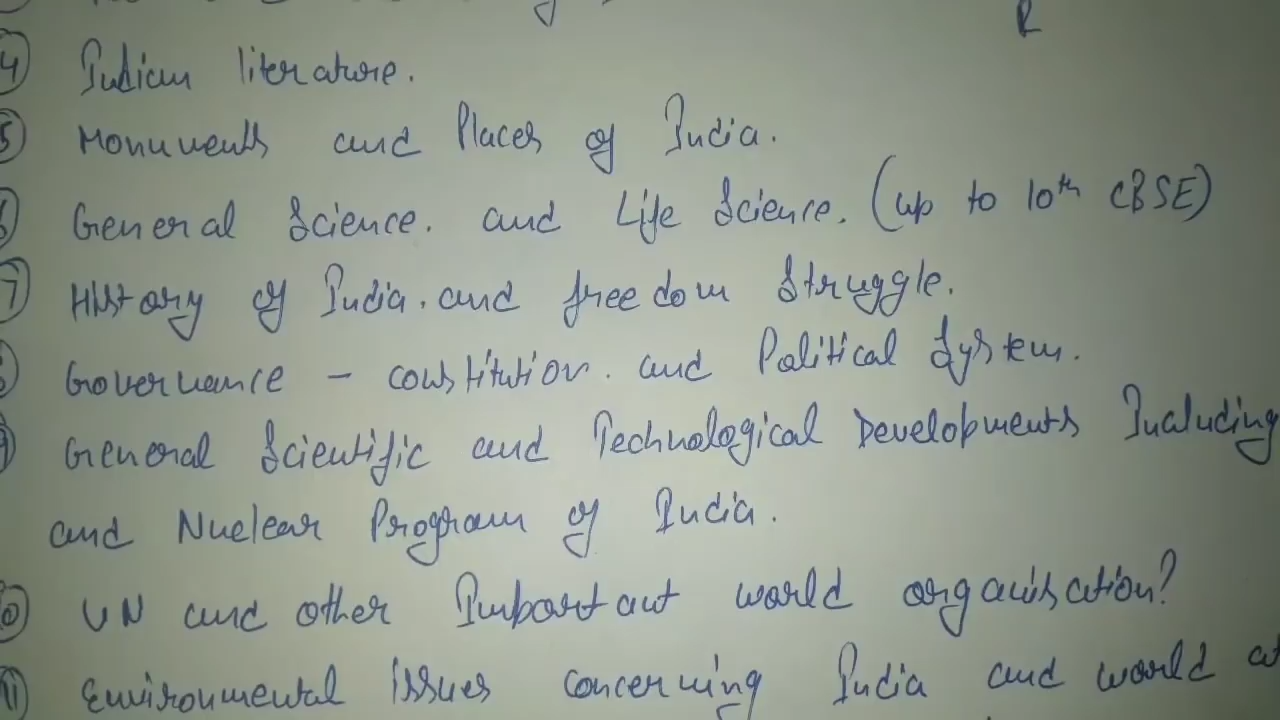 4 Indian literature.
5 Monuments and Places of India.
6 General Science. and Life Science. (up to 10th CBSE)
7 History of India. and freedom Struggle.
8 Governance - constitution. and Political System.
9 General Scientific and Technological Developments Including
and Nuclear Program of India.
10 UN and other Important world organisation?
11 Environmental Issues concerning India and world at